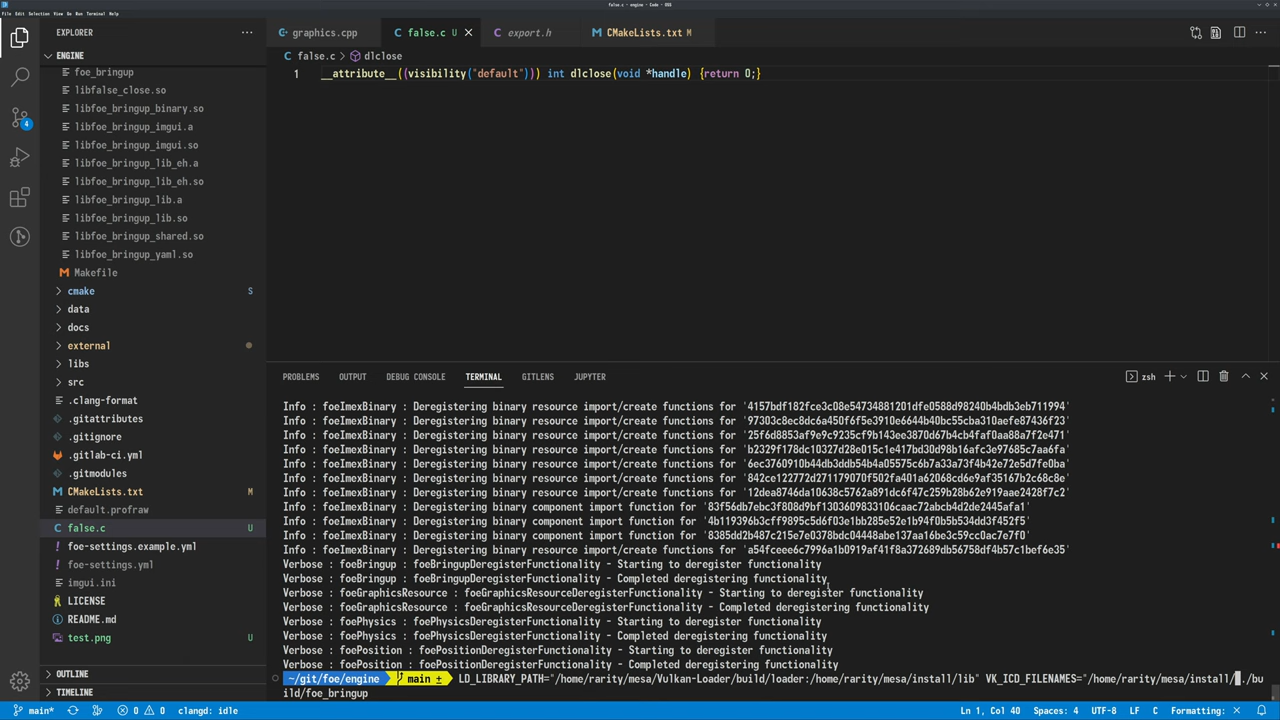 false.c - engine - Code - OSS
File Edit Selection View Go Run Terminal Help
EXPLORER
graphics.cpp
false.c U
export.h
CMakeLists.txt M
ENGINE
false.c > dlclose
foe_bringup
libfalse_close.so
libfoe_bringup_binary.so
libfoe_bringup_imgui.a
libfoe_bringup_imgui.so
libfoe_bringup_lib_eh.a
libfoe_bringup_lib_eh.so
libfoe_bringup_lib.a
libfoe_bringup_lib.so
libfoe_bringup_shared.so
libfoe_bringup_yaml.so
Makefile
cmake S
data
docs
external
libs
src
.clang-format
.gitattributes
.gitignore
.gitlab-ci.yml
.gitmodules
CMakeLists.txt M
default.profraw
false.c U
foe-settings.example.yml
foe-settings.yml
imgui.ini
LICENSE
README.md
test.png U
OUTLINE
TIMELINE
4
1 __attribute__((visibility("default"))) int dlclose(void *handle) {return 0;}
PROBLEMS OUTPUT DEBUG CONSOLE TERMINAL GITLENS JUPYTER
zsh
Info : foeImexBinary : Deregistering binary resource import/create functions for '4157bdf182fce3c08e54734881201dfe0588d98240b4bdb3eb711994'
Info : foeImexBinary : Deregistering binary resource import/create functions for '97303c8ec8dc6a450f6f5e3910e6644b40bc55cba310aefe87436f23'
Info : foeImexBinary : Deregistering binary resource import/create functions for '25f6d8853af9e9c9235cf9b143ee3870d67b4cb4faf0aa88a7f2e471'
Info : foeImexBinary : Deregistering binary resource import/create functions for 'b2329f178dc10327d28e015c1e417bd30d98b16afc3e97685c7aa6fa'
Info : foeImexBinary : Deregistering binary resource import/create functions for '6ec3760910b44db3ddb54b4a05575c6b7a33a73f4b42e72e5d7fe0ba'
Info : foeImexBinary : Deregistering binary resource import/create functions for '842ce122772d271179070f502fa401a62068cd6e9af35167b2c68c8e'
Info : foeImexBinary : Deregistering binary resource import/create functions for '12dea8746da10638c5762a891dc6f47c259b28b62e919aae2428f7c2'
Info : foeImexBinary : Deregistering binary component import function for '83f56db7ebc3f808d9bf1303609833106caac72abcb4d2de2445afa1'
Info : foeImexBinary : Deregistering binary component import function for '4b119396b3cff9895c5d6f03e1bb285e52e1b94f0b5b534dd3f452f5'
Info : foeImexBinary : Deregistering binary component import function for '8385dd2b487c215e7e0378bdc04448abe137aa16be3c59cc0ac7e7f0'
Info : foeImexBinary : Deregistering binary resource import/create functions for 'a54fceee6c7996a1b0919af41f8a372689db56758df4b57c1bef6e35'
Verbose : foeBringup : foeBringupDeregisterFunctionality - Starting to deregister functionality
Verbose : foeBringup : foeBringupDeregisterFunctionality - Completed deregistering functionality
Verbose : foeGraphicsResource : foeGraphicsResourceDeregisterFunctionality - Starting to deregister functionality
Verbose : foeGraphicsResource : foeGraphicsResourceDeregisterFunctionality - Completed deregistering functionality
Verbose : foePhysics : foePhysicsDeregisterFunctionality - Starting to deregister functionality
Verbose : foePhysics : foePhysicsDeregisterFunctionality - Completed deregistering functionality
Verbose : foePosition : foePositionDeregisterFunctionality - Starting to deregister functionality
Verbose : foePosition : foePositionDeregisterFunctionality - Completed deregistering functionality
~/git/foe/engine main ± LD_LIBRARY_PATH="/home/rarity/mesa/Vulkan-Loader/build/loader:/home/rarity/mesa/install/lib" VK_ICD_FILENAMES="/home/rarity/mesa/install/ ./bu
ild/foe_bringup
main* 0 0 clangd: idle
Ln 1, Col 40 Spaces: 4 UTF-8 LF C Formatting: ×